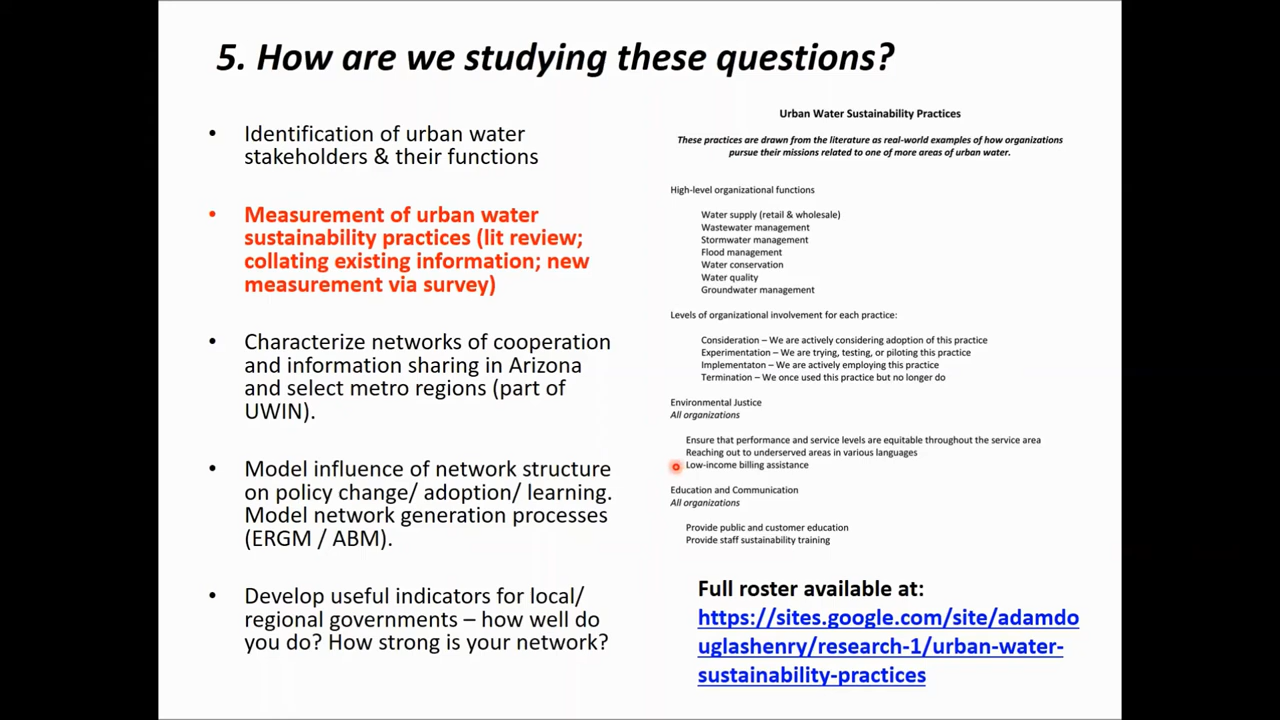 5. How are we studying these questions?
• Identification of urban water
stakeholders & their functions
• Measurement of urban water
sustainability practices (lit review;
collating existing information; new
measurement via survey)
• Characterize networks of cooperation
and information sharing in Arizona
and select metro regions (part of
UWIN).
• Model influence of network structure
on policy change/ adoption/ learning.
Model network generation processes
(ERGM / ABM).
• Develop useful indicators for local/
regional governments – how well do
you do? How strong is your network?
Urban Water Sustainability Practices
These practices are drawn from the literature as real-world examples of how organizations
pursue their missions related to one of more areas of urban water.
High-level organizational functions
Water supply (retail & wholesale)
Wastewater management
Stormwater management
Flood management
Water conservation
Water quality
Groundwater management
Levels of organizational involvement for each practice:
Consideration – We are actively considering adoption of this practice
Experimentation – We are trying, testing, or piloting this practice
Implementaton – We are actively employing this practice
Termination – We once used this practice but no longer do
Environmental Justice
All organizations
Ensure that performance and service levels are equitable throughout the service area
Reaching out to underserved areas in various languages
Low-income billing assistance
Education and Communication
All organizations
Provide public and customer education
Provide staff sustainability training
Full roster available at:
https://sites.google.com/site/adamdo
uglashenry/research-1/urban-water-
sustainability-practices